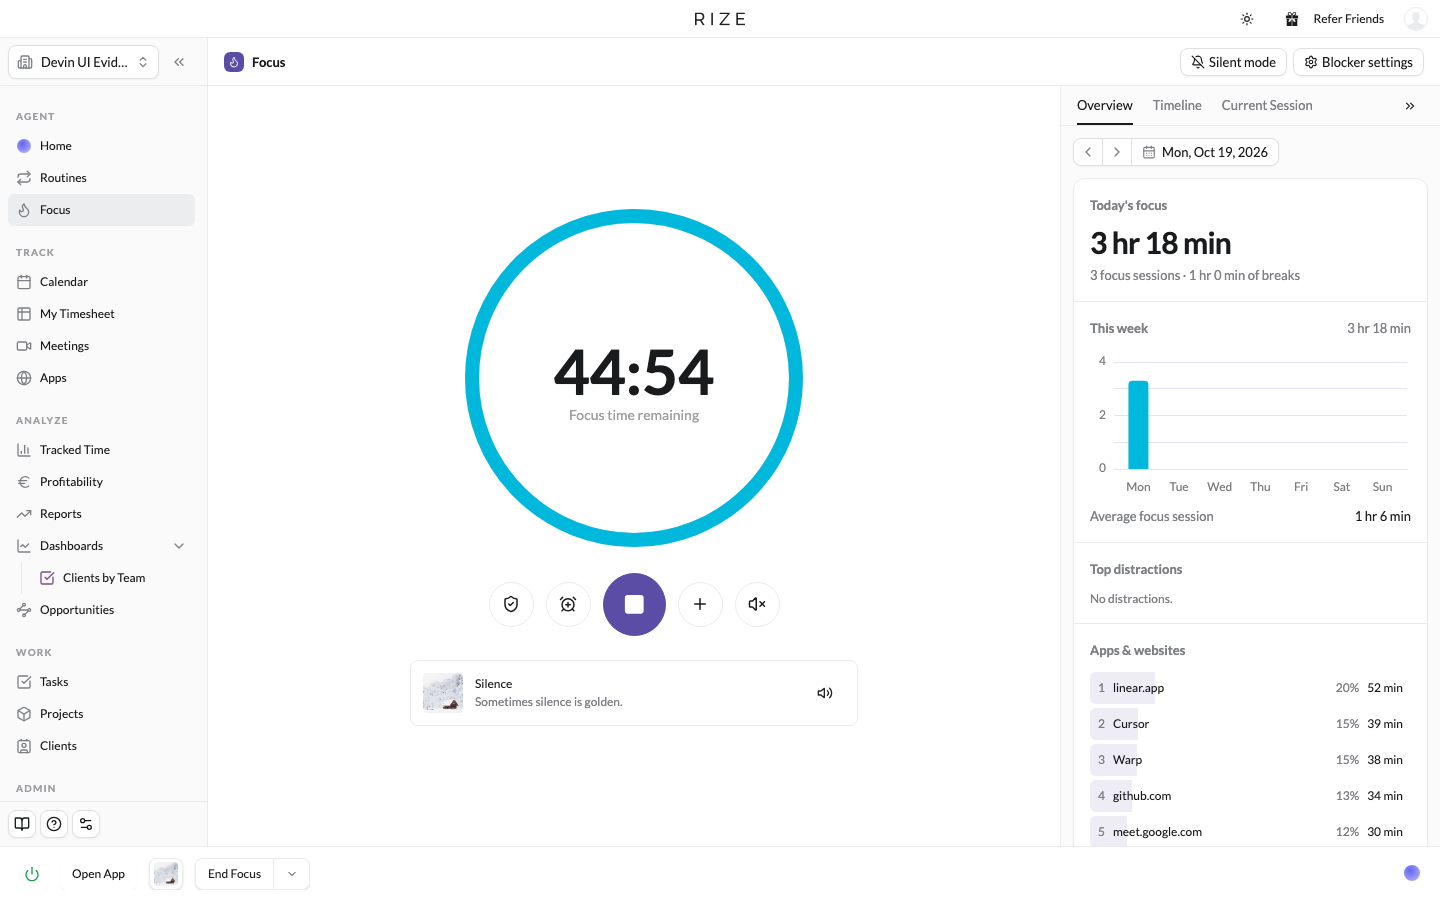 RIZE
Refer Friends
Devin UI Evid...
Focus
Silent mode
Blocker settings
AGENT
Home
Routines
Focus
TRACK
Calendar
My Timesheet
Meetings
Apps
ANALYZE
Tracked Time
Profitability
Reports
Dashboards
Clients by Team
Opportunities
WORK
Tasks
Projects
Clients
ADMIN
44:54
Focus time remaining
Silence
Sometimes silence is golden.
Overview
Timeline
Current Session
Mon, Oct 19, 2026
Today's focus
3 hr 18 min
3 focus sessions · 1 hr 0 min of breaks
This week
3 hr 18 min
4
2
0
Mon Tue Wed Thu Fri Sat Sun
Average focus session
1 hr 6 min
Top distractions
No distractions.
Apps & websites
1 linear.app 20% 52 min
2 Cursor 15% 39 min
3 Warp 15% 38 min
4 github.com 13% 34 min
5 meet.google.com 12% 30 min
Open App
End Focus